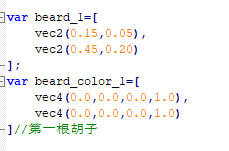 var beard_1=[
vec2(0.15,0.05),
vec2(0.45,0.20)
];
var beard_color_1=[
vec4(0.0,0.0,0.0,1.0),
vec4(0.0,0.0,0.0,1.0)
]//第一根胡子